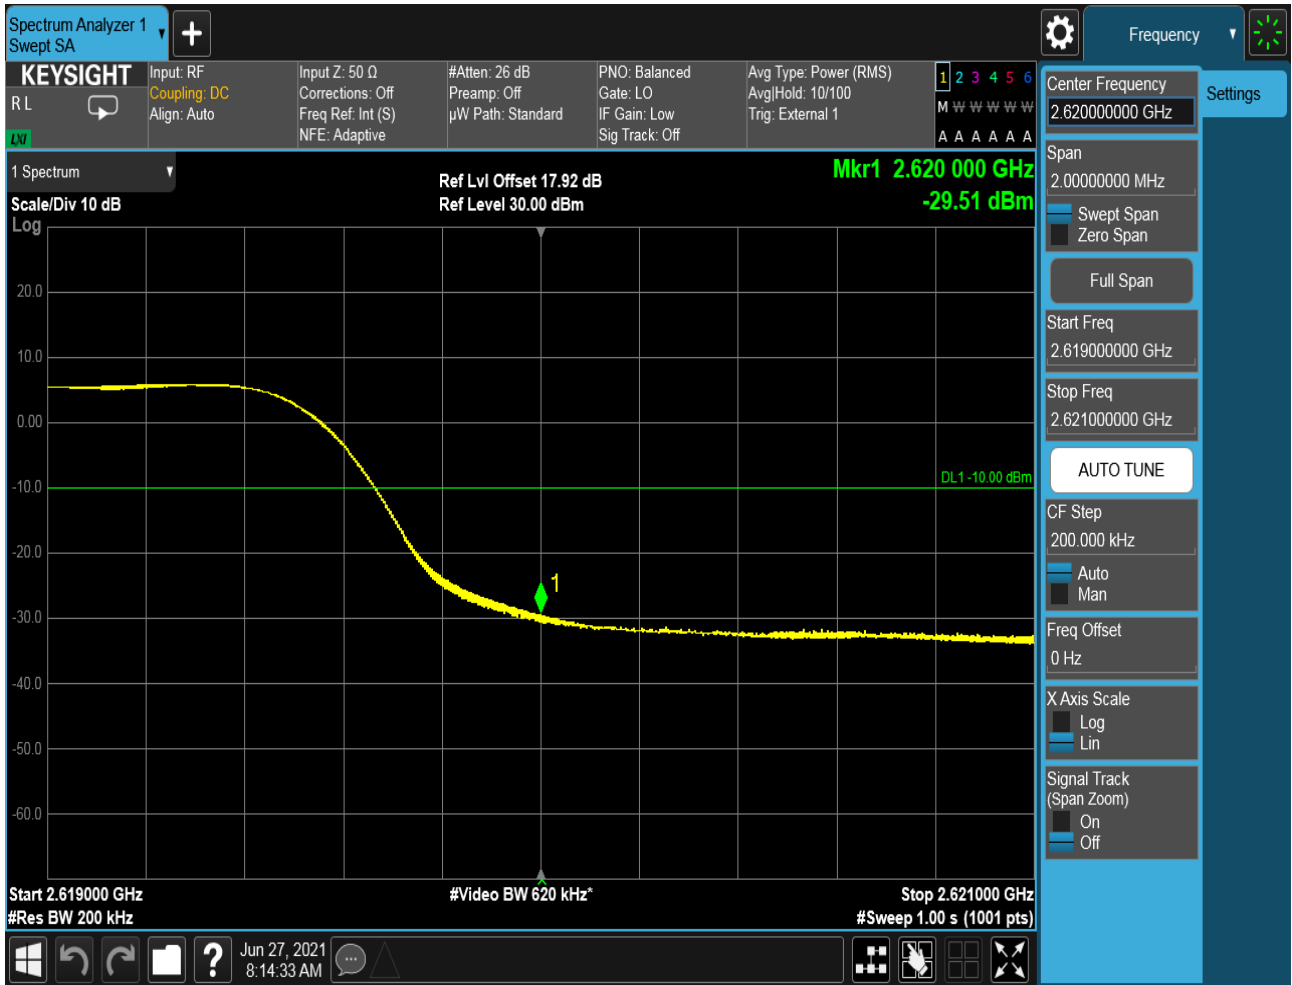 Spectrum Analyzer 1
Swept SA
Frequency
KEYSIGHT
R L
LXI
Input: RF
Coupling: DC
Align: Auto
Input Z: 50 Ω
Corrections: Off
Freq Ref: Int (S)
NFE: Adaptive
#Atten: 26 dB
Preamp: Off
µW Path: Standard
PNO: Balanced
Gate: LO
IF Gain: Low
Sig Track: Off
Avg Type: Power (RMS)
Avg|Hold: 10/100
Trig: External 1
1 2 3 4 5 6
M W W W W W
A A A A A A
1 Spectrum
Scale/Div 10 dB
Log
Ref Lvl Offset 17.92 dB
Ref Level 30.00 dBm
Mkr1 2.620 000 GHz
-29.51 dBm
20.0
10.0
0.00
-10.0
-20.0
-30.0
-40.0
-50.0
-60.0
DL1 -10.00 dBm
1
Start 2.619000 GHz
#Res BW 200 kHz
#Video BW 620 kHz*
Stop 2.621000 GHz
#Sweep 1.00 s (1001 pts)
Center Frequency
2.620000000 GHz
Settings
Span
2.00000000 MHz
Swept Span
Zero Span
Full Span
Start Freq
2.619000000 GHz
Stop Freq
2.621000000 GHz
AUTO TUNE
CF Step
200.000 kHz
Auto
Man
Freq Offset
0 Hz
X Axis Scale
Log
Lin
Signal Track
(Span Zoom)
On
Off
?
Jun 27, 2021
8:14:33 AM